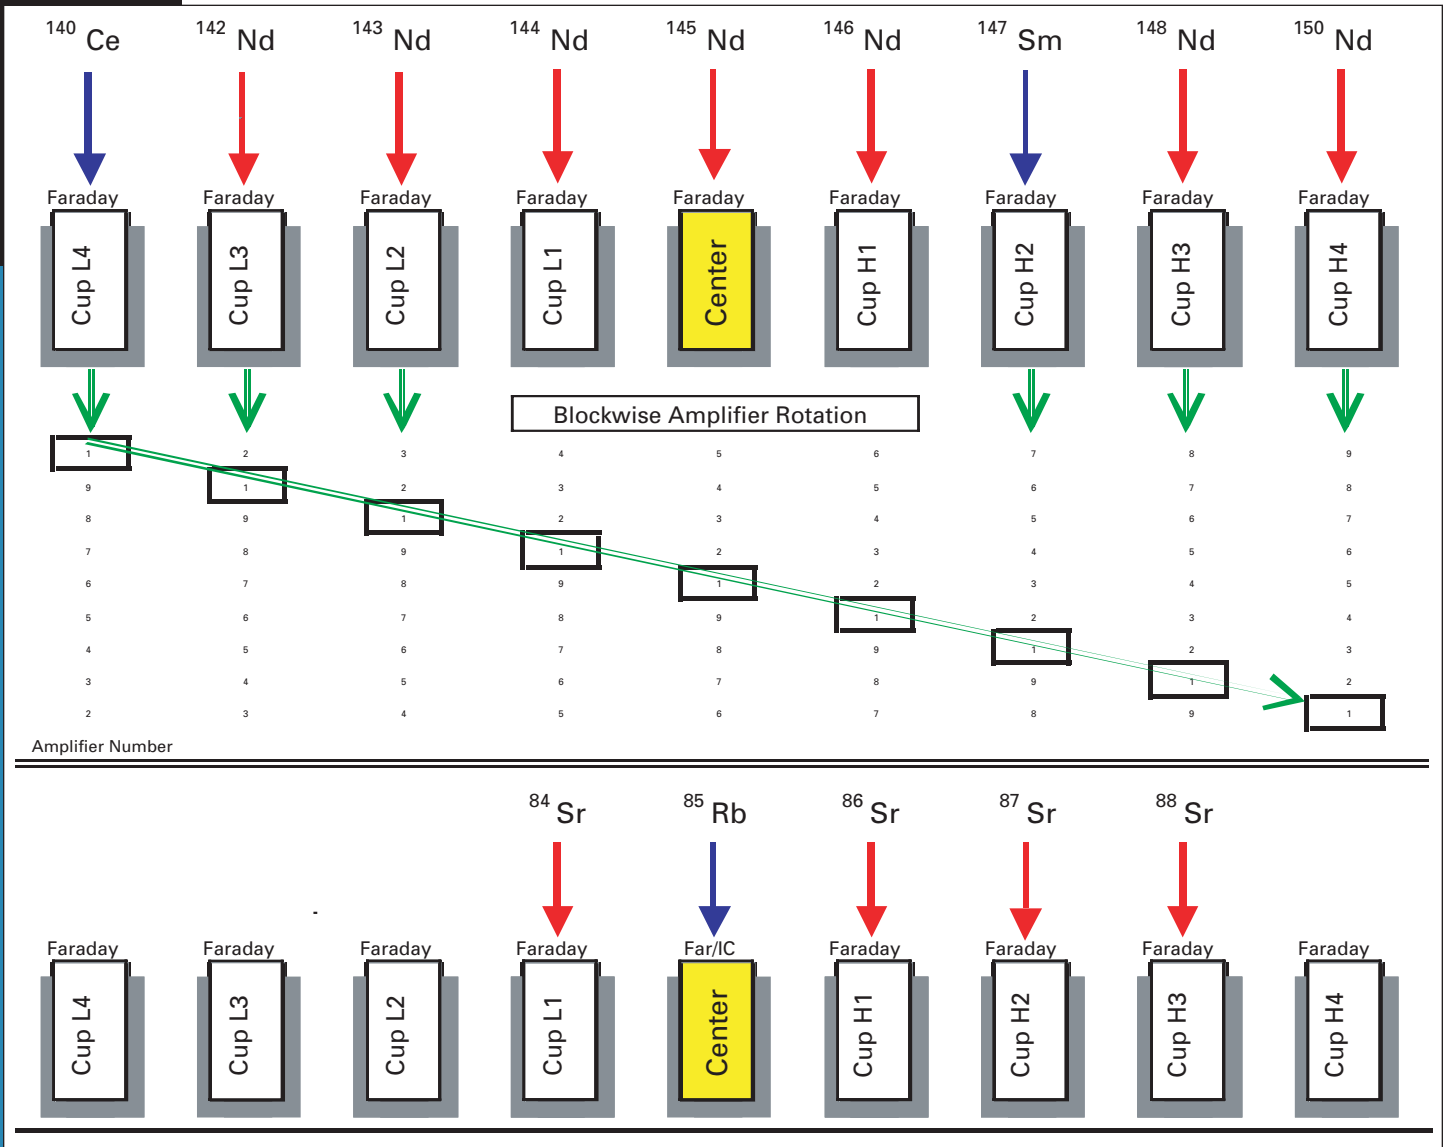 140 Ce 142 Nd 143 Nd 144 Nd 145 Nd 146 Nd 147 Sm 148 Nd 150 Nd
Faraday Faraday Faraday Faraday Faraday Faraday Faraday Faraday Faraday
Cup L4 Cup L3 Cup L2 Cup L1 Center Cup H1 Cup H2 Cup H3 Cup H4
Blockwise Amplifier Rotation
1 2 3 4 5 6 7 8 9
9 1 2 3 4 5 6 7 8
8 9 1 2 3 4 5 6 7
7 8 9 1 2 3 4 5 6
6 7 8 9 1 2 3 4 5
5 6 7 8 9 1 2 3 4
4 5 6 7 8 9 1 2 3
3 4 5 6 7 8 9 1 2
2 3 4 5 6 7 8 9 1
Amplifier Number
84 Sr 85 Rb 86 Sr 87 Sr 88 Sr
Faraday Faraday Faraday Faraday Far/IC Faraday Faraday Faraday Faraday
Cup L4 Cup L3 Cup L2 Cup L1 Center Cup H1 Cup H2 Cup H3 Cup H4